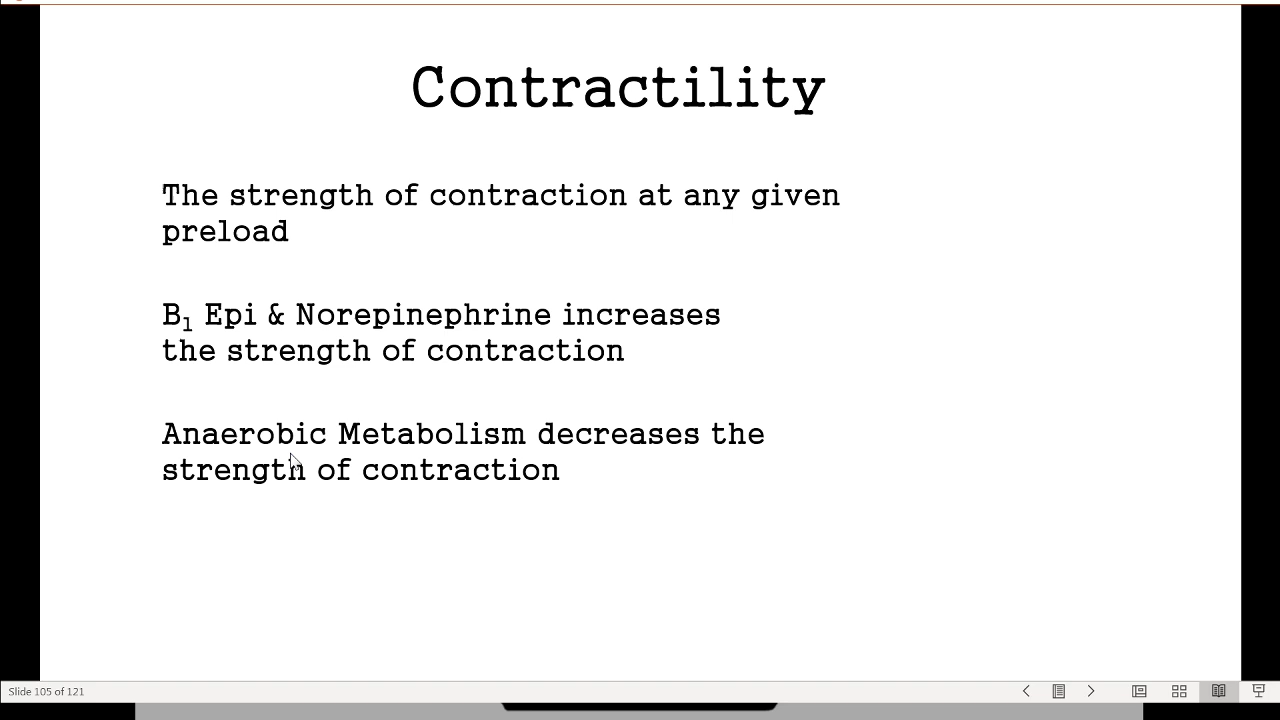 Contractility
The strength of contraction at any given
preload
B₁ Epi & Norepinephrine increases
the strength of contraction
Anaerobic Metabolism decreases the
strength of contraction
Slide 105 of 121